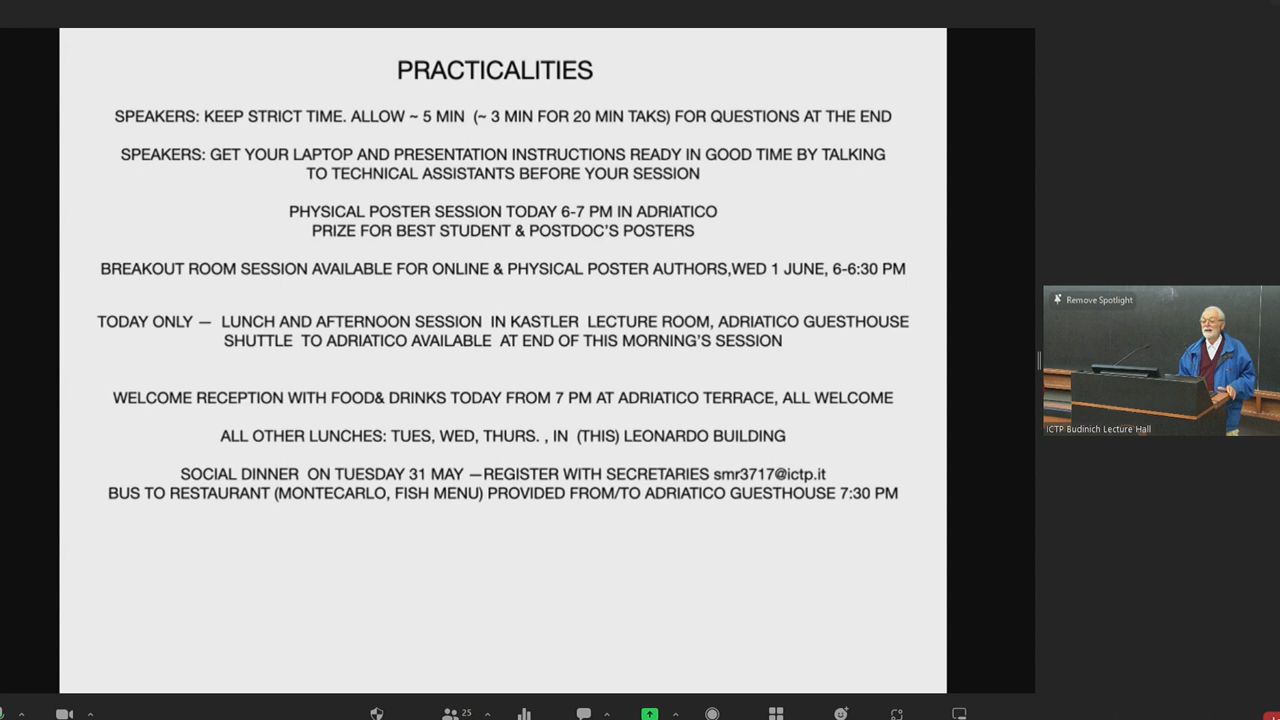 PRACTICALITIES
SPEAKERS: KEEP STRICT TIME. ALLOW ~ 5 MIN (~ 3 MIN FOR 20 MIN TAKS) FOR QUESTIONS AT THE END
SPEAKERS: GET YOUR LAPTOP AND PRESENTATION INSTRUCTIONS READY IN GOOD TIME BY TALKING
TO TECHNICAL ASSISTANTS BEFORE YOUR SESSION
PHYSICAL POSTER SESSION TODAY 6-7 PM IN ADRIATICO
PRIZE FOR BEST STUDENT & POSTDOC'S POSTERS
BREAKOUT ROOM SESSION AVAILABLE FOR ONLINE & PHYSICAL POSTER AUTHORS,WED 1 JUNE, 6-6:30 PM
TODAY ONLY — LUNCH AND AFTERNOON SESSION IN KASTLER LECTURE ROOM, ADRIATICO GUESTHOUSE
SHUTTLE TO ADRIATICO AVAILABLE AT END OF THIS MORNING'S SESSION
WELCOME RECEPTION WITH FOOD& DRINKS TODAY FROM 7 PM AT ADRIATICO TERRACE, ALL WELCOME
ALL OTHER LUNCHES: TUES, WED, THURS. , IN (THIS) LEONARDO BUILDING
SOCIAL DINNER ON TUESDAY 31 MAY —REGISTER WITH SECRETARIES smr3717@ictp.it
BUS TO RESTAURANT (MONTECARLO, FISH MENU) PROVIDED FROM/TO ADRIATICO GUESTHOUSE 7:30 PM
Remove Spotlight
ICTP Budinich Lecture Hall
25